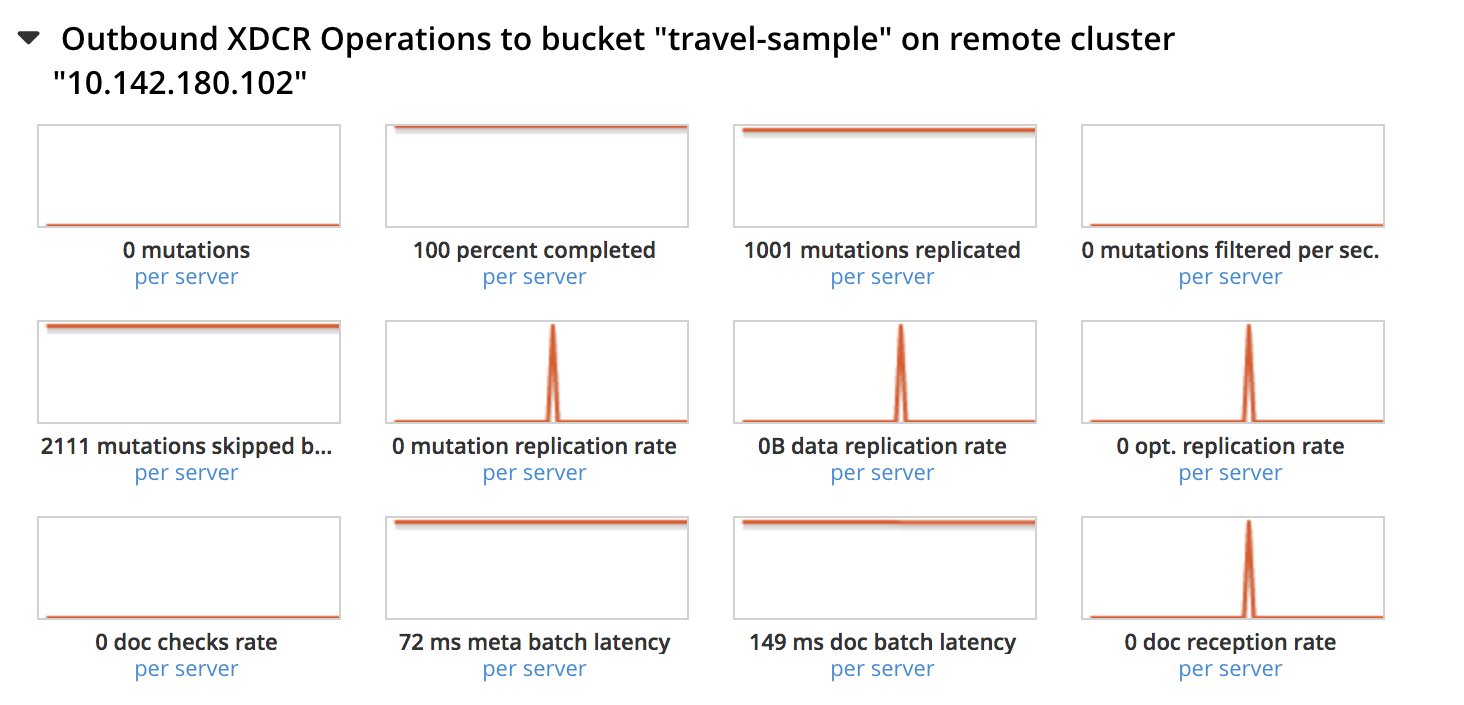 Outbound XDCR Operations to bucket "travel-sample" on remote cluster
"10.142.180.102"
0 mutations
per server
100 percent completed
per server
1001 mutations replicated
per server
0 mutations filtered per sec.
per server
2111 mutations skipped b...
per server
0 mutation replication rate
per server
0B data replication rate
per server
0 opt. replication rate
per server
0 doc checks rate
per server
72 ms meta batch latency
per server
149 ms doc batch latency
per server
0 doc reception rate
per server